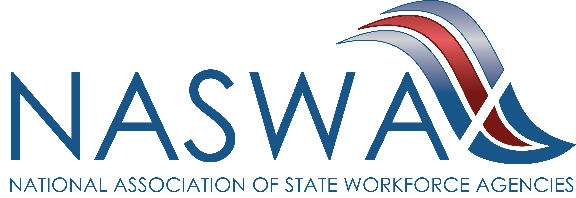 NASWA
NATIONAL ASSOCIATION OF STATE WORKFORCE AGENCIES